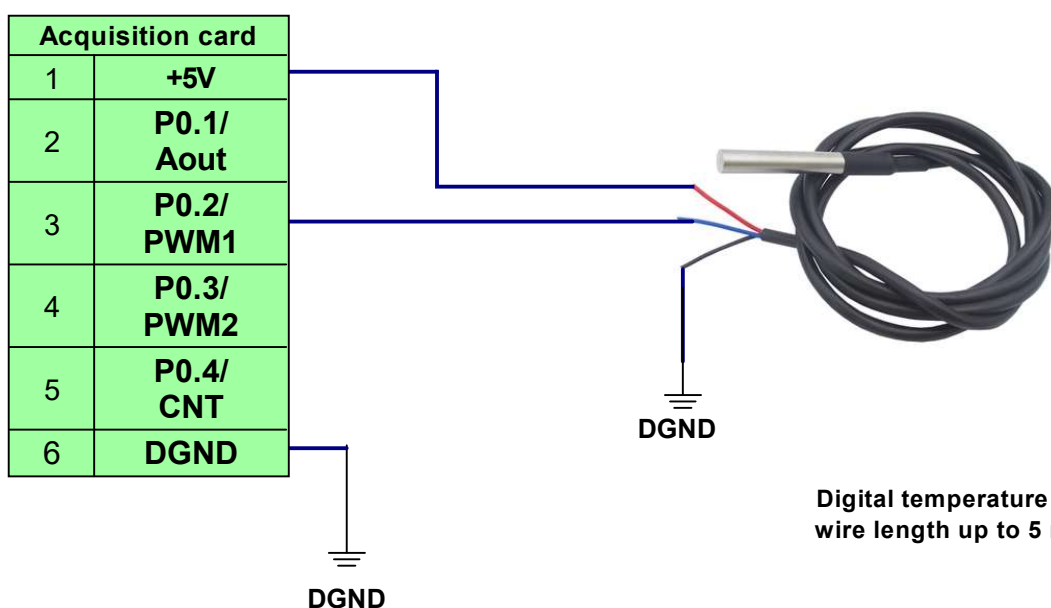 Acquisition card
1 +5V
2 P0.1/
Aout
3 P0.2/
PWM1
4 P0.3/
PWM2
5 P0.4/
CNT
6 DGND
DGND
Digital temperature
wire length up to 5
DGND